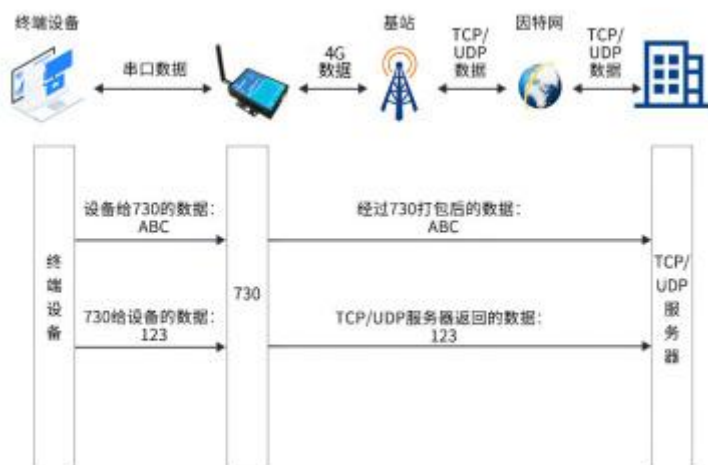 终端设备
基站
因特网
串口数据
4G
数据
TCP/
UDP
数据
TCP/
UDP
数据
设备给730的数据：
ABC
经过730打包后的数据：
ABC
终
端
设
备
730
TCP/
UDP
服
务
器
730给设备的数据：
123
TCP/UDP服务器返回的数据：
123